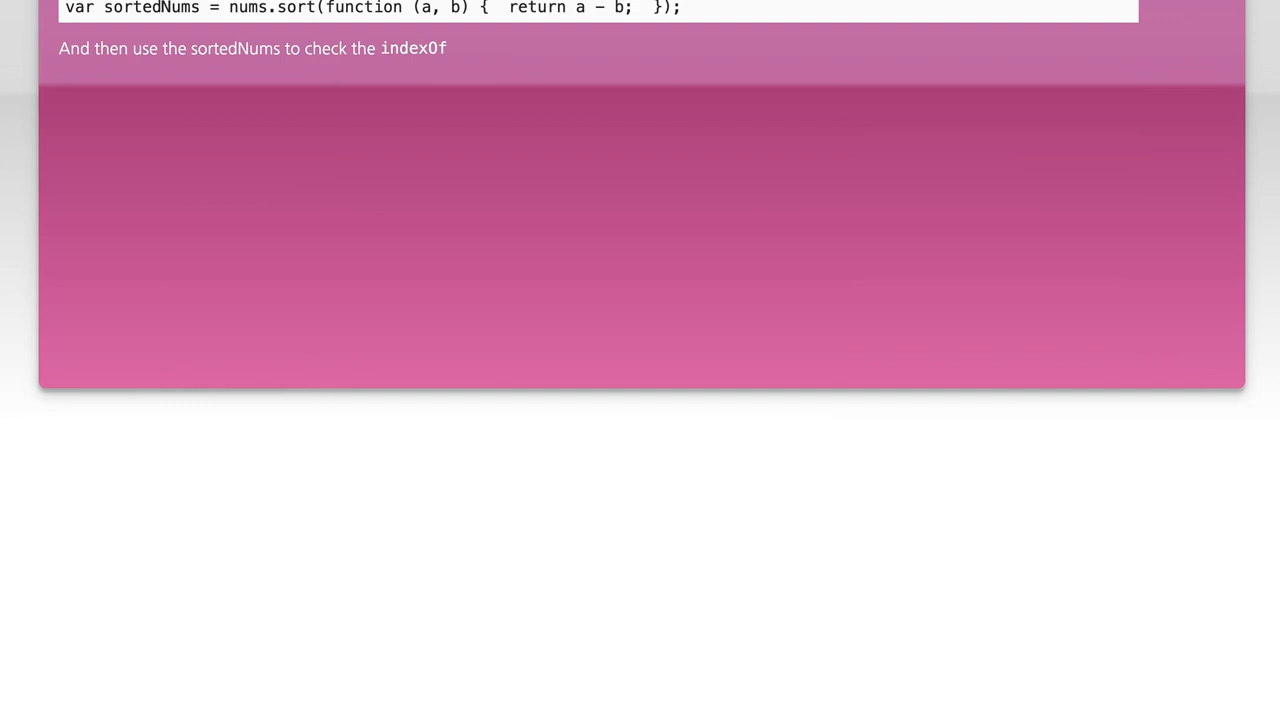 var sortedNums = nums.sort(function (a, b) {  return a - b;  });
And then use the sortedNums to check the indexOf